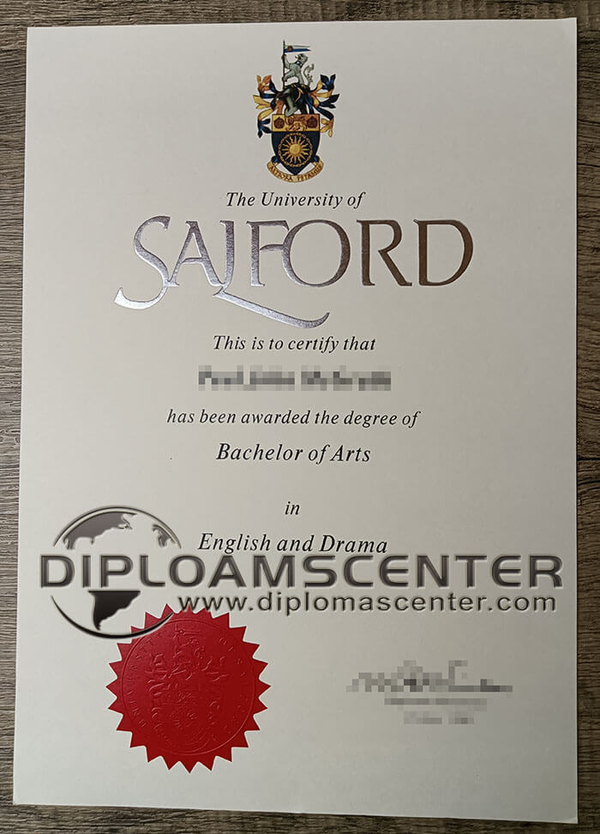 The University of
SALFORD
This is to certify that
has been awarded the degree of
Bachelor of Arts
in
English and Drama
DIPLOAMSCENTER
www.diplomascenter.com